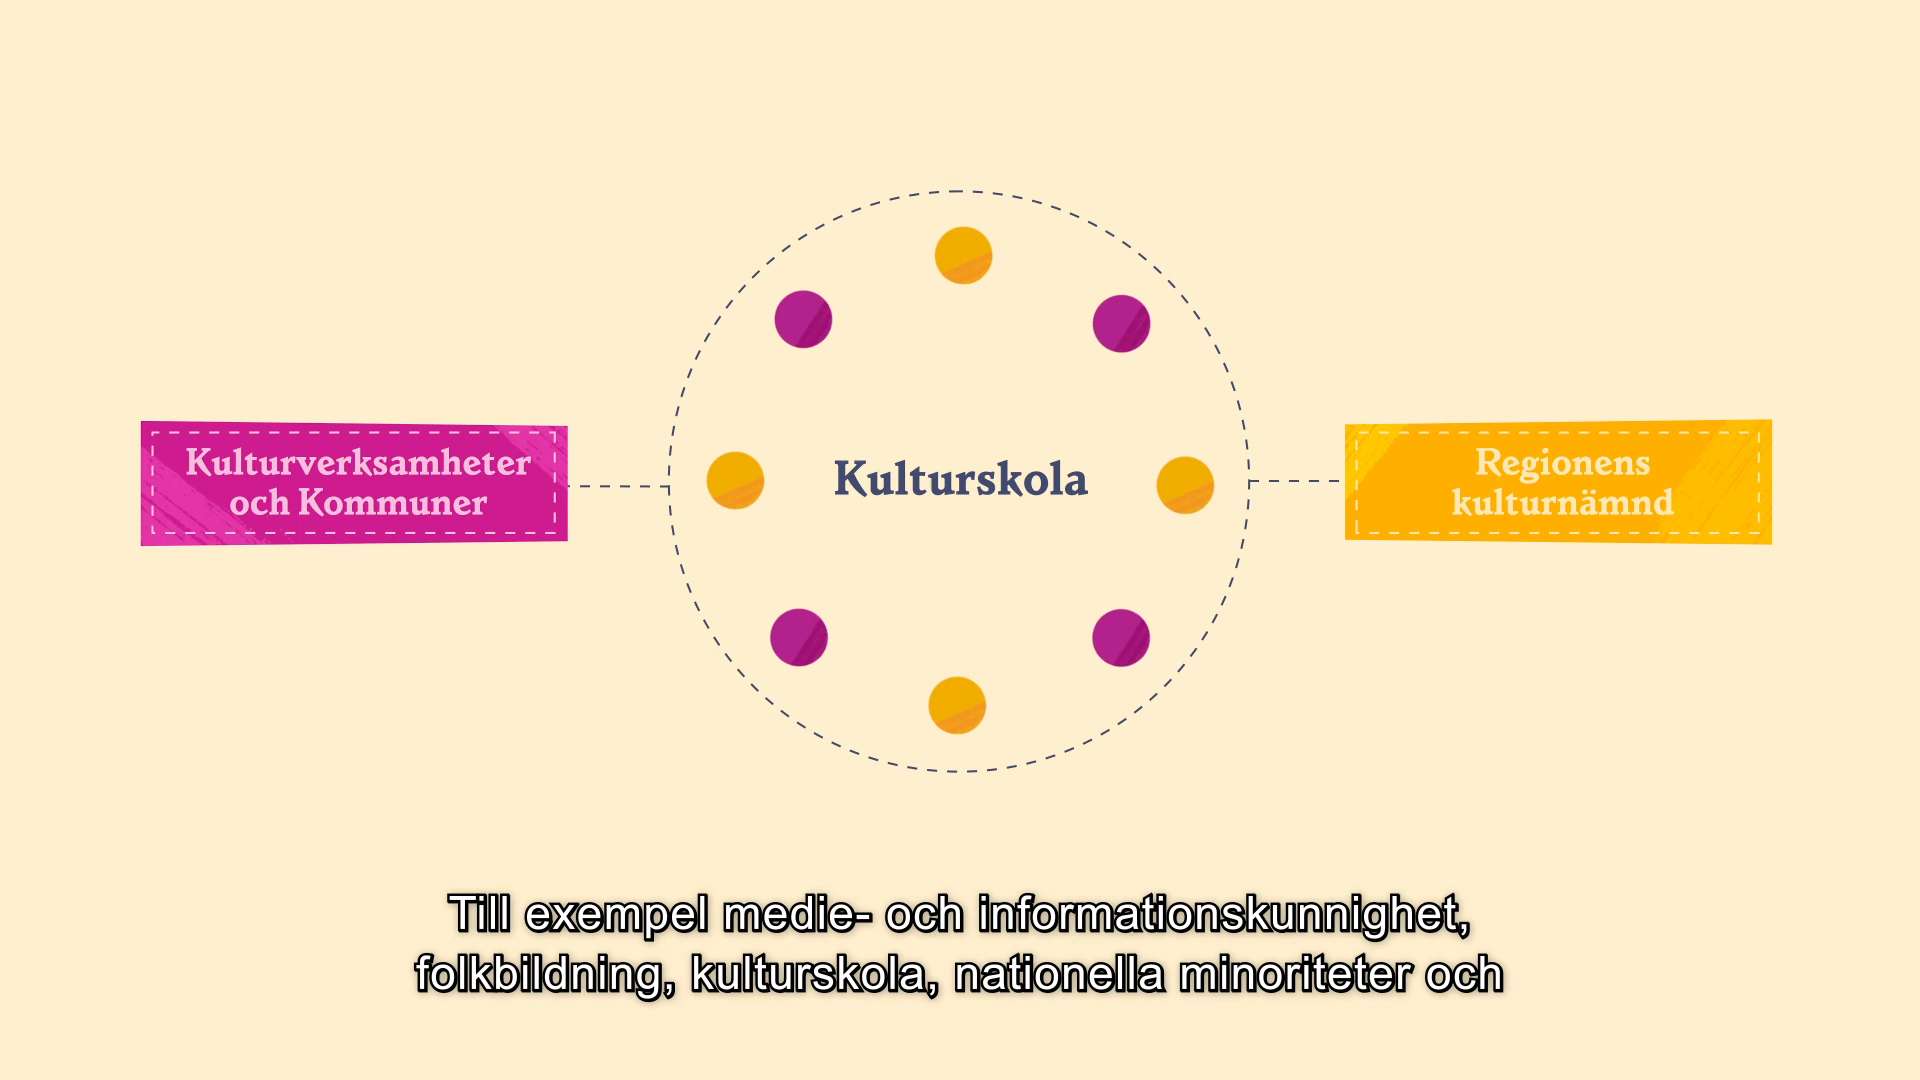 Kulturverksamheter
och Kommuner
Kulturskola
Regionens
kulturnämnd
Till exempel medie- och informationskunnighet,
folkbildning, kulturskola, nationella minoriteter och